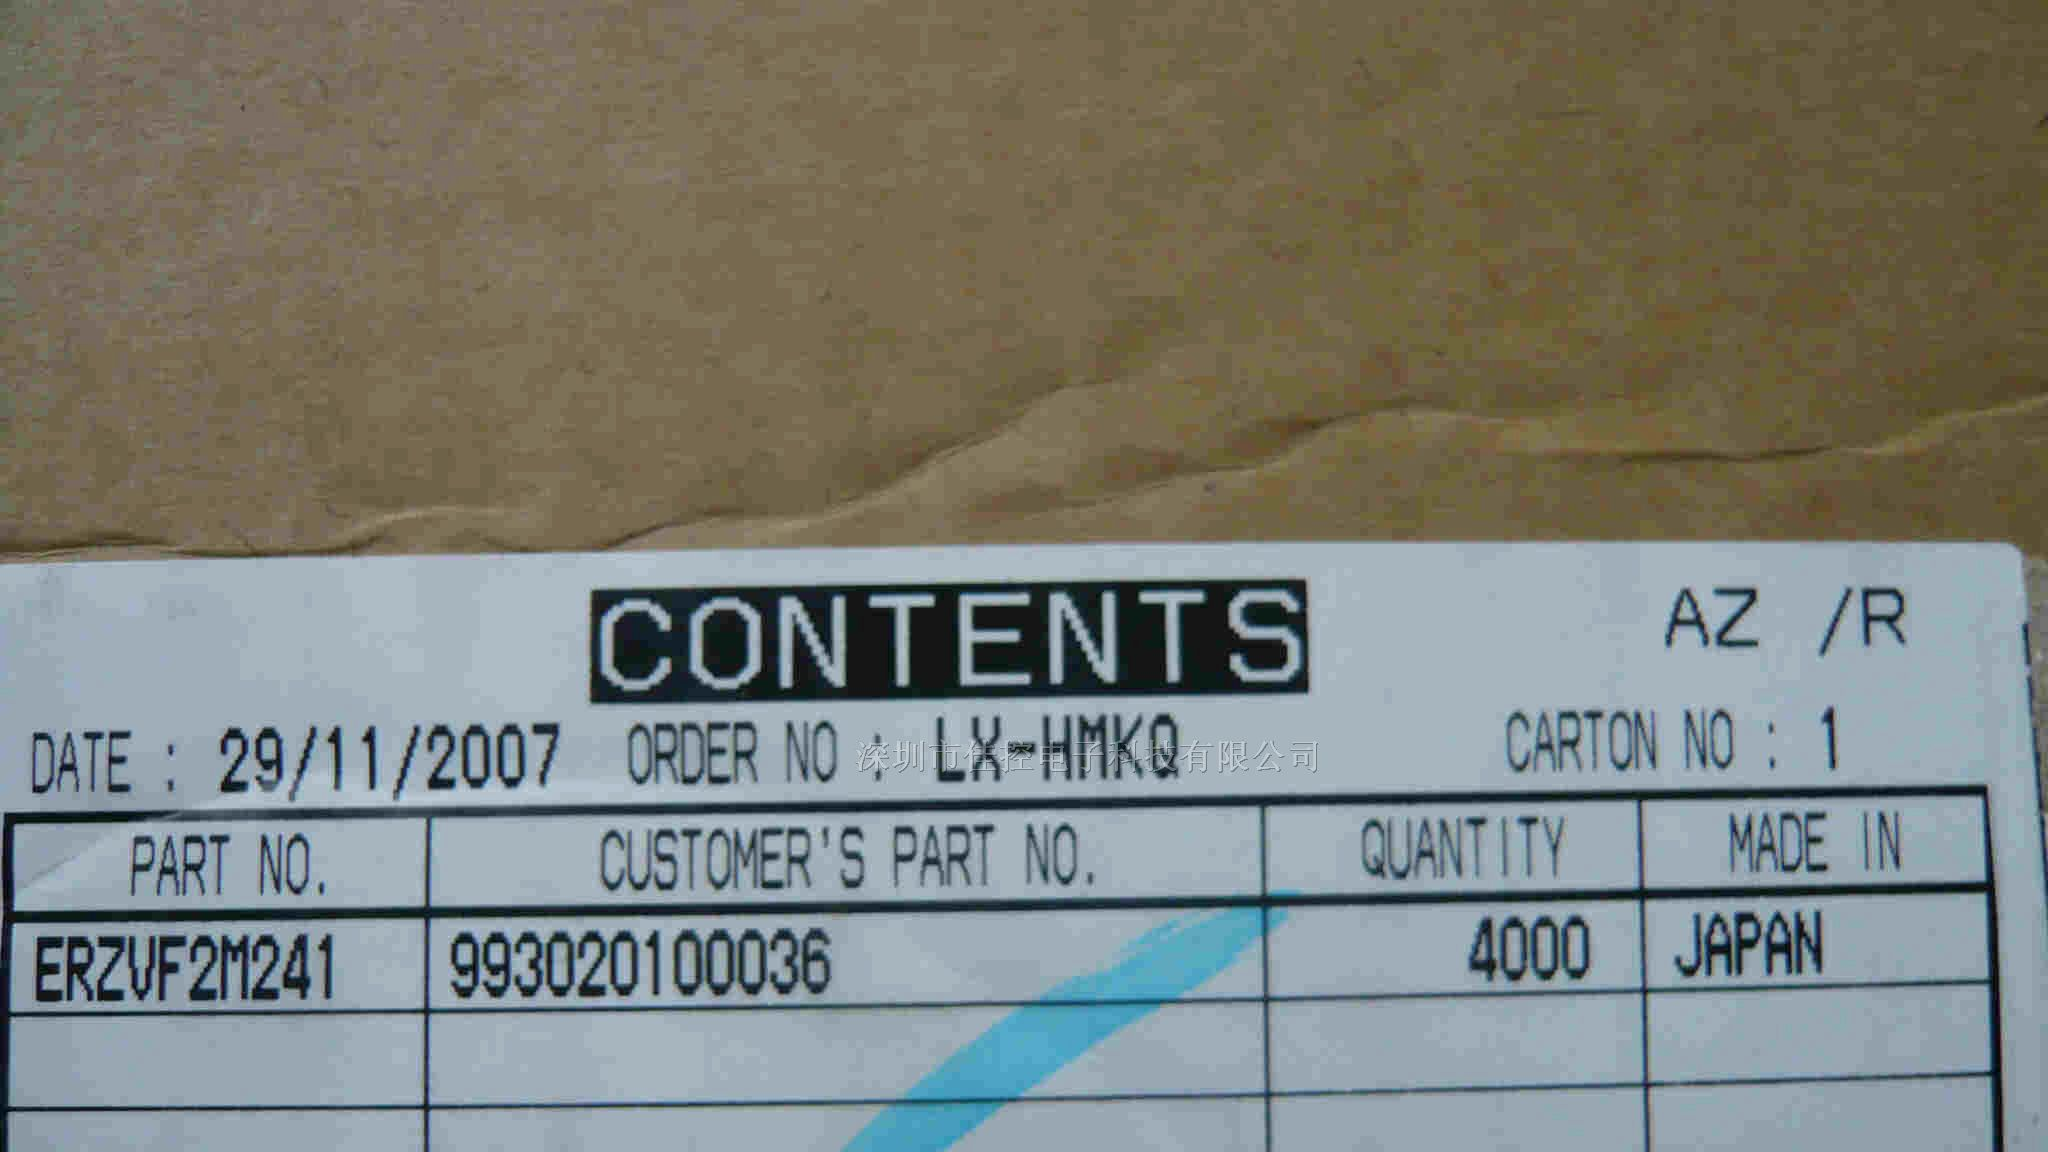 CONTENTS
AZ /R
DATE : 29/11/2007 ORDER NO : LX-HMKQ CARTON NO : 1
深圳市佳控电子科技有限公司
PART NO. CUSTOMER'S PART NO. QUANTITY MADE IN
ERZVF2M241 993020100036 4000 JAPAN